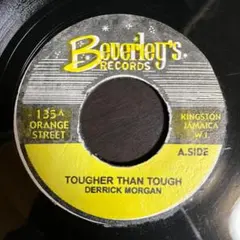 Beverley's
RECORDS
135A
ORANGE
STREET
KINGSTON
JAMAICA
W.I.
A.SIDE
TOUGHER THAN TOUGH
DERRICK MORGAN